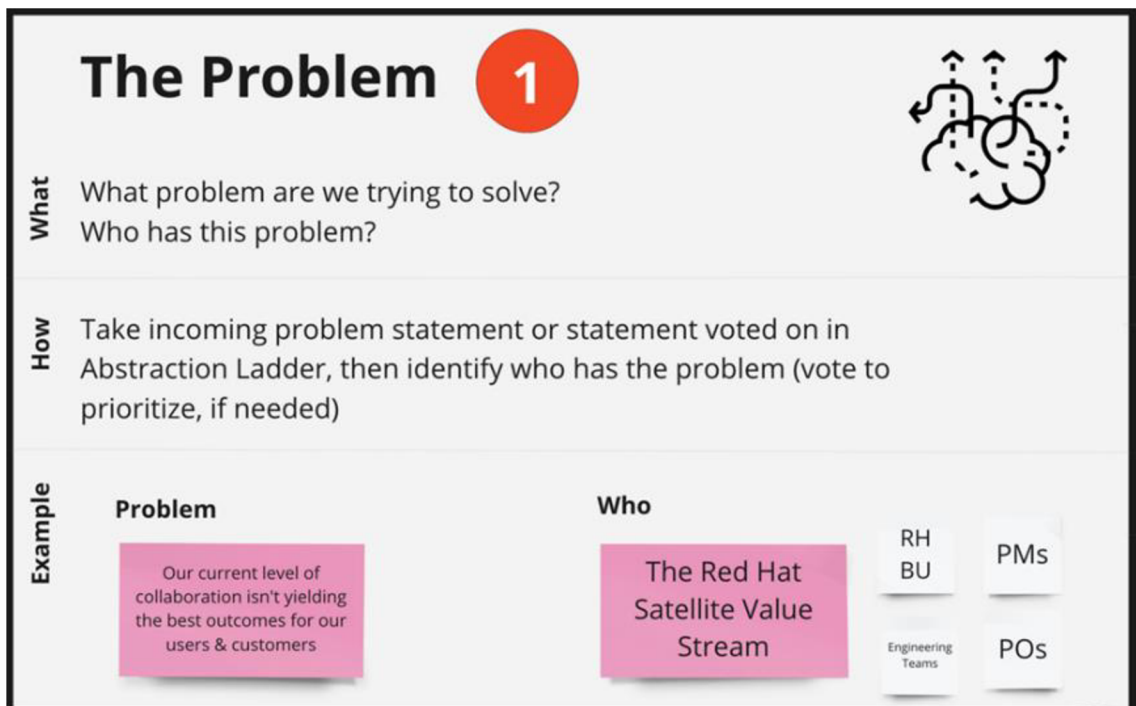 The Problem
1
What
What problem are we trying to solve?
Who has this problem?
How
Take incoming problem statement or statement voted on in
Abstraction Ladder, then identify who has the problem (vote to
prioritize, if needed)
Example
Problem
Our current level of
collaboration isn't yielding
the best outcomes for our
users & customers
Who
The Red Hat
Satellite Value
Stream
RH
BU
PMs
Engineering
Teams
POs